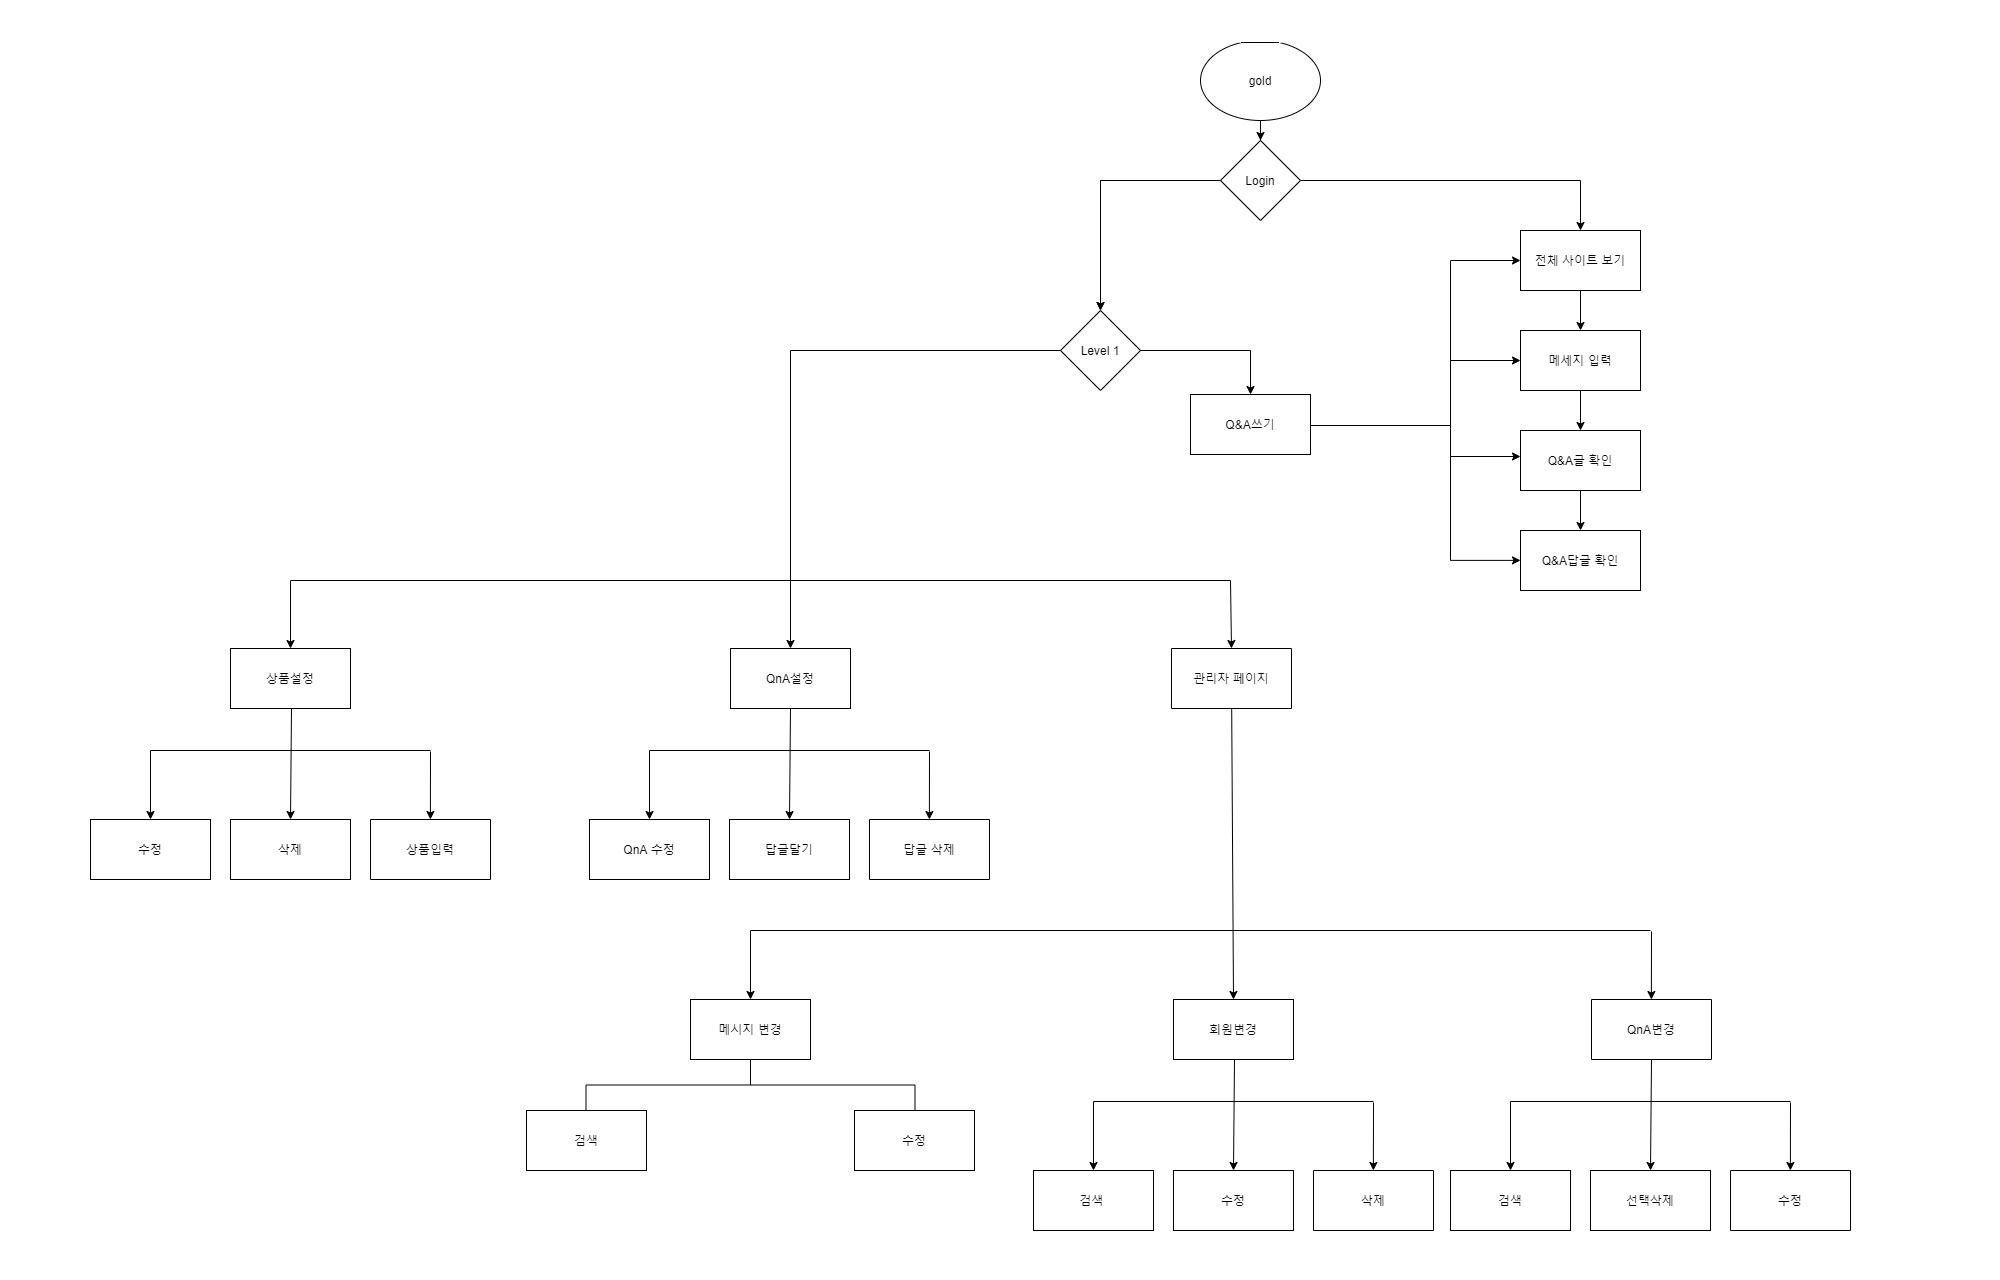 gold
Login
전체 사이트 보기
Level 1
메세지 입력
Q&A쓰기
Q&A글 확인
Q&A답글 확인
상품설정
QnA설정
관리자 페이지
수정
삭제
상품입력
QnA 수정
답글달기
답글 삭제
메시지 변경
회원변경
QnA변경
검색
수정
검색
수정
삭제
검색
선택삭제
수정